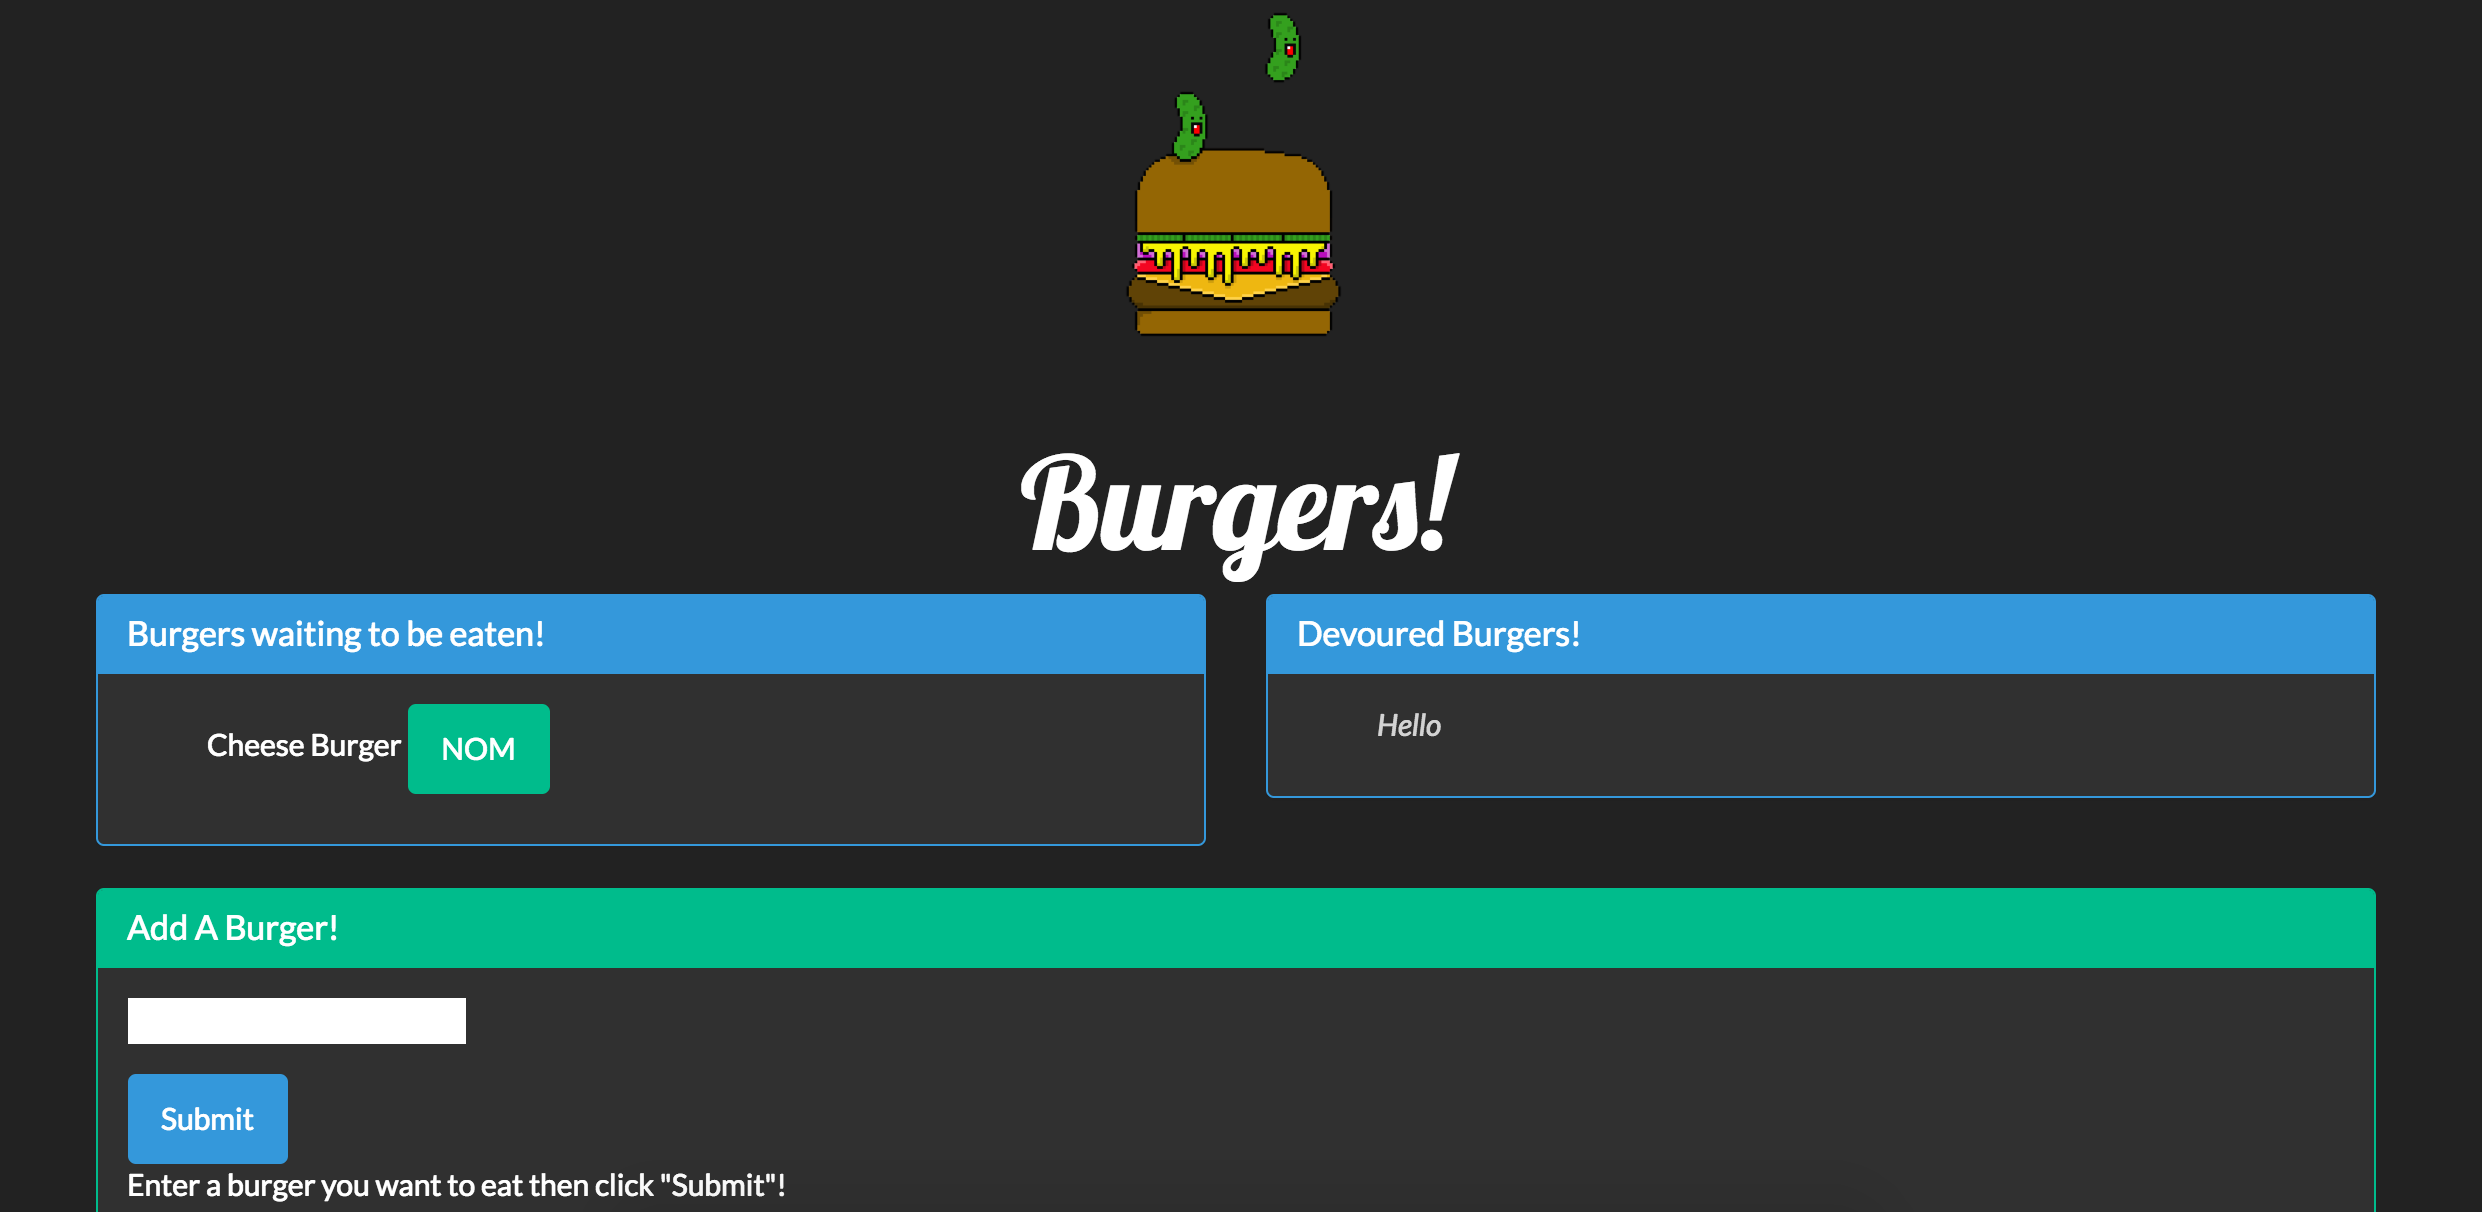 Burgers!
Burgers waiting to be eaten!
Cheese Burger NOM
Devoured Burgers!
Hello
Add A Burger!
Submit
Enter a burger you want to eat then click "Submit"!